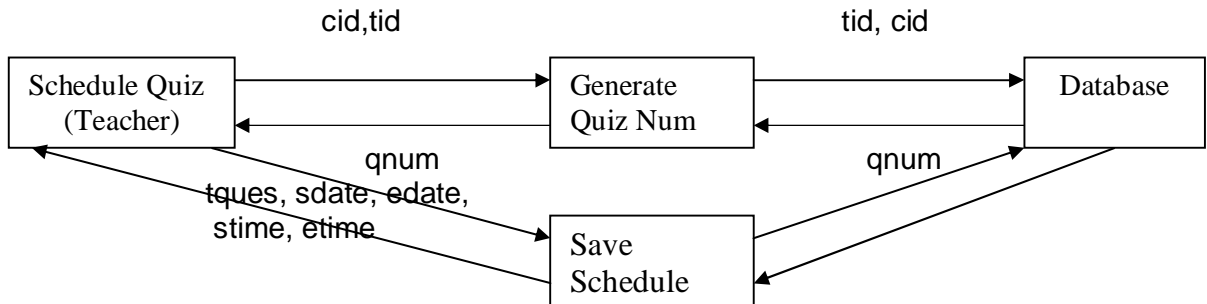 cid,tid
tid, cid
Schedule Quiz
(Teacher)
Generate
Quiz Num
Database
qnum
tques, sdate, edate,
stime, etime
qnum
Save
Schedule